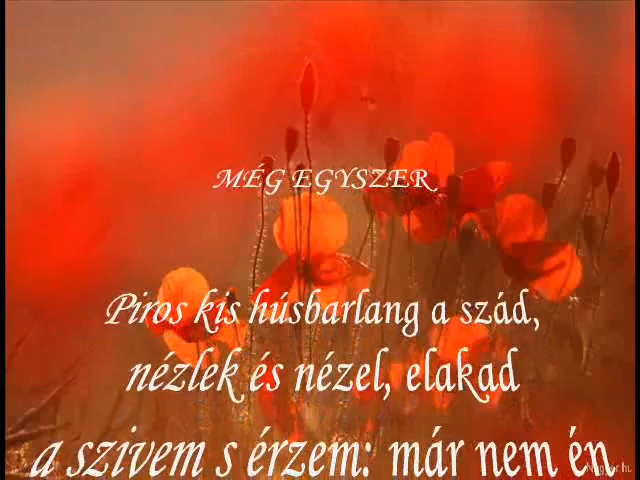 MÉG EGYSZER
Piros kis húsbarlang a szád,
nézlek és nézel, elakad
a szivem s érzem: már nem én